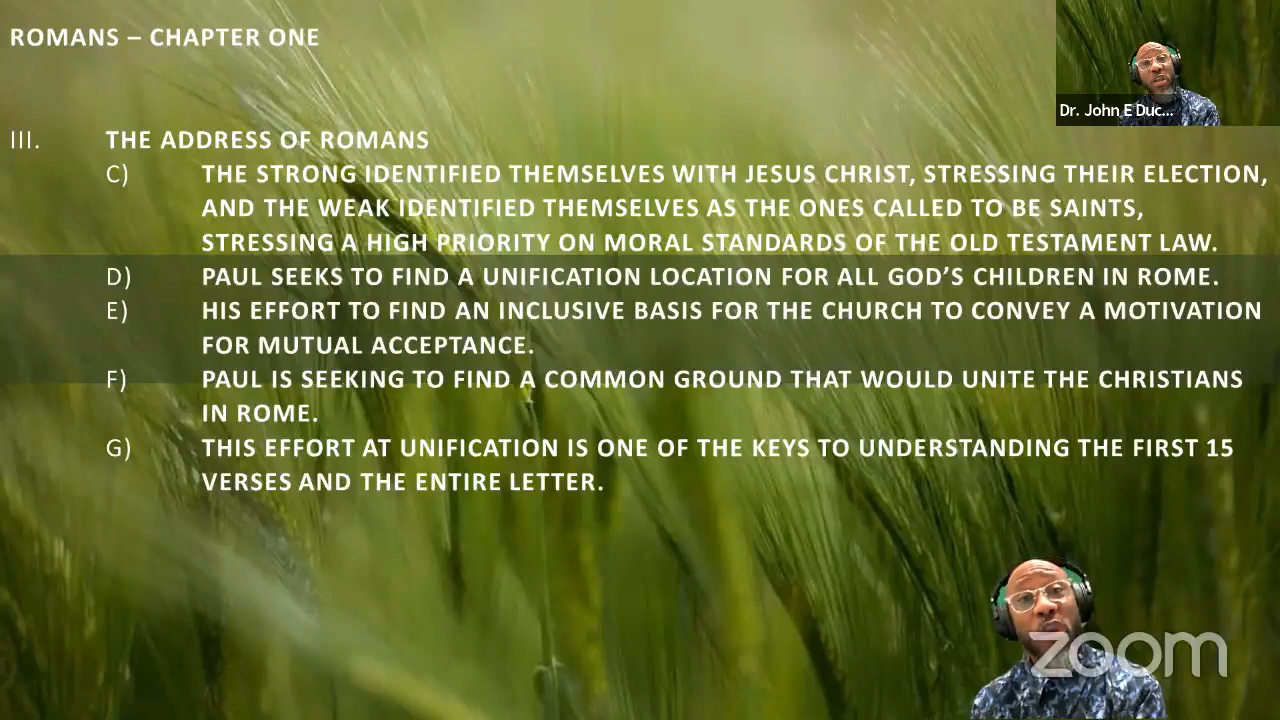 ROMANS – CHAPTER ONE
Dr. John E Duc...
III. THE ADDRESS OF ROMANS
C) THE STRONG IDENTIFIED THEMSELVES WITH JESUS CHRIST, STRESSING THEIR ELECTION,
AND THE WEAK IDENTIFIED THEMSELVES AS THE ONES CALLED TO BE SAINTS,
STRESSING A HIGH PRIORITY ON MORAL STANDARDS OF THE OLD TESTAMENT LAW.
D) PAUL SEEKS TO FIND A UNIFICATION LOCATION FOR ALL GOD’S CHILDREN IN ROME.
E) HIS EFFORT TO FIND AN INCLUSIVE BASIS FOR THE CHURCH TO CONVEY A MOTIVATION
FOR MUTUAL ACCEPTANCE.
F) PAUL IS SEEKING TO FIND A COMMON GROUND THAT WOULD UNITE THE CHRISTIANS
IN ROME.
G) THIS EFFORT AT UNIFICATION IS ONE OF THE KEYS TO UNDERSTANDING THE FIRST 15
VERSES AND THE ENTIRE LETTER.
zoom